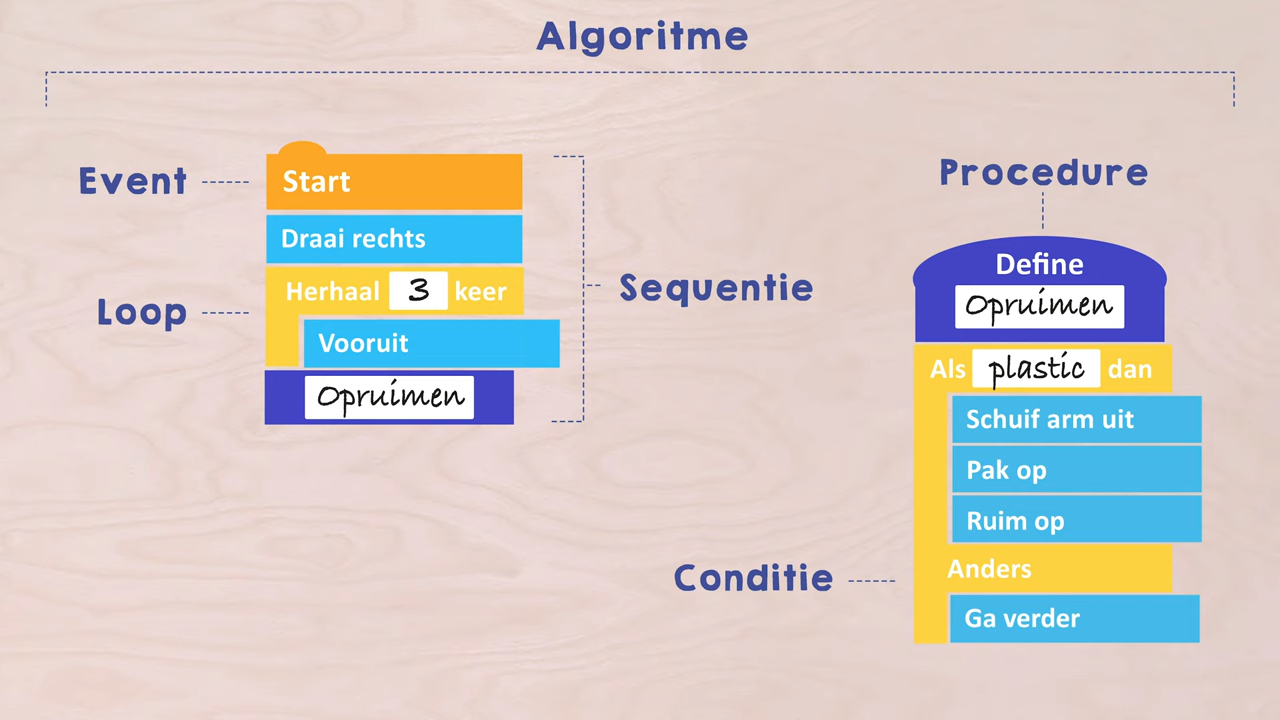 Algoritme
Event
Start
Draai rechts
Loop
Herhaal 3 keer
Vooruit
Opruimen
Sequentie
Procedure
Define
Opruimen
Als plastic dan
Schuif arm uit
Pak op
Ruim op
Conditie
Anders
Ga verder